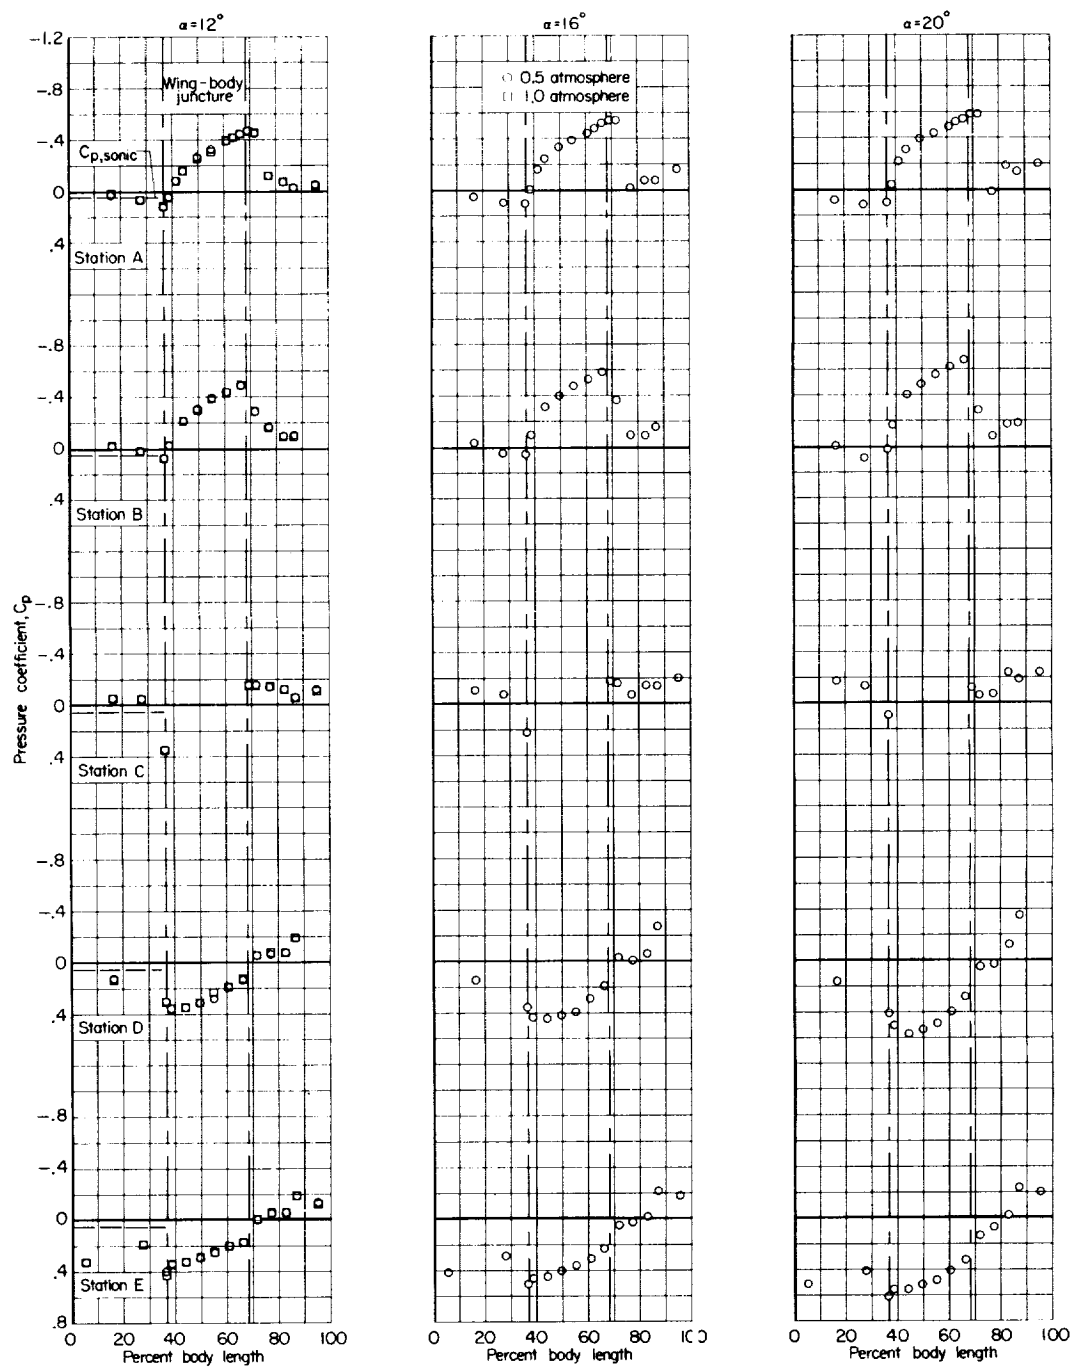 α=12°
α=16°
α=20°
-1.2
-.8
-.4
0
.4
-.8
-.4
0
.4
-.8
-.4
0
.4
-.8
-.4
0
.4
-.8
-.4
0
.4
.8
Wing-body
juncture
○ 0.5 atmosphere
□ 1.0 atmosphere
Cp,sonic
Station A
Station B
Station C
Station D
Station E
Pressure coefficient, Cp
0 20 40 60 80 100
0 20 40 60 80
0 20 40 60 80 100
Percent body length
Percent body length
Percent body length